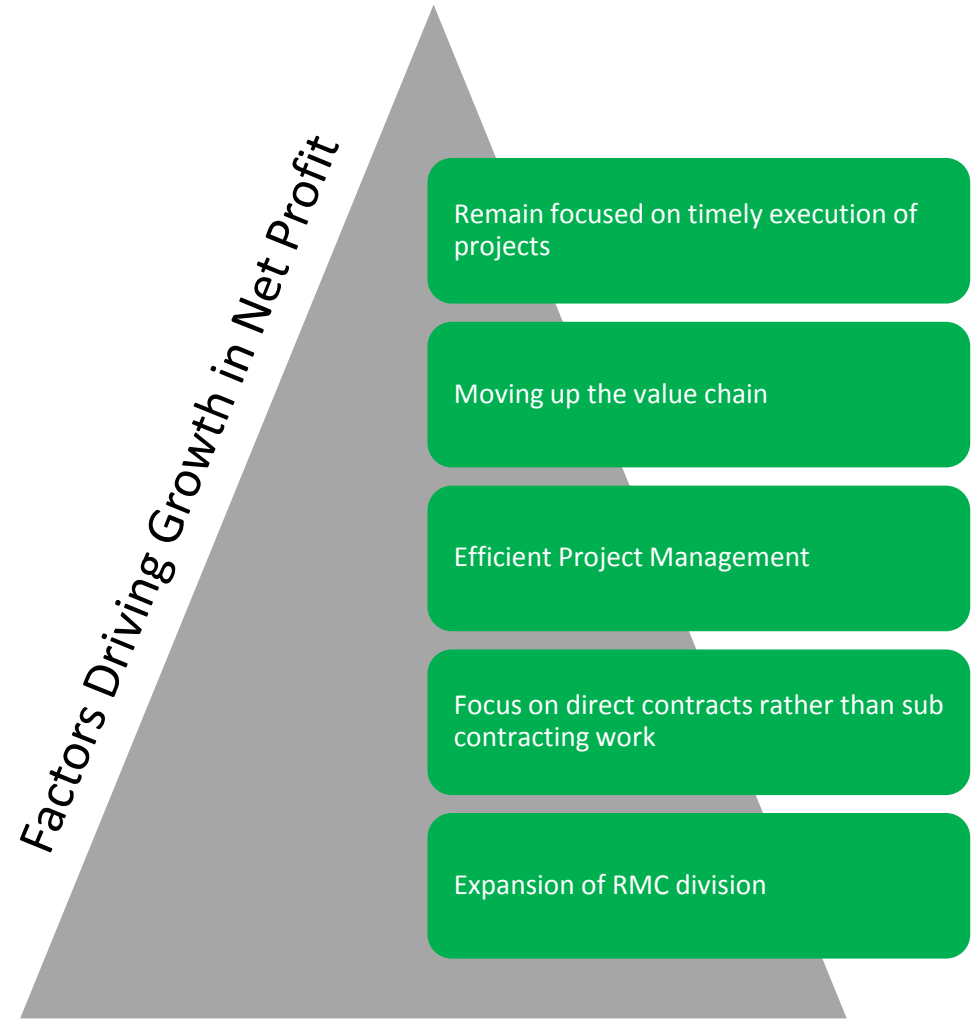 Factors Driving Growth in Net Profit
Remain focused on timely execution of
projects
Moving up the value chain
Efficient Project Management
Focus on direct contracts rather than sub
contracting work
Expansion of RMC division